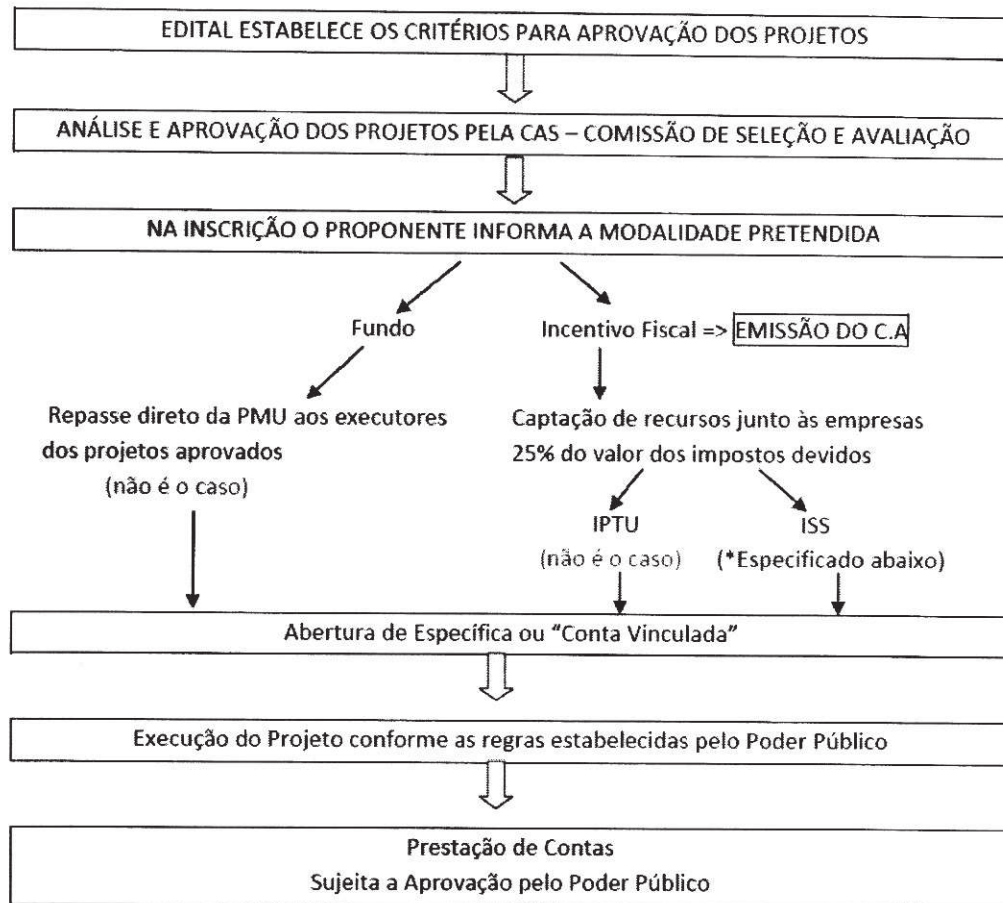 EDITAL ESTABELECE OS CRITÉRIOS PARA APROVAÇÃO DOS PROJETOS
ANÁLISE E APROVAÇÃO DOS PROJETOS PELA CAS – COMISSÃO DE SELEÇÃO E AVALIAÇÃO
NA INSCRIÇÃO O PROPONENTE INFORMA A MODALIDADE PRETENDIDA
Fundo
Incentivo Fiscal => EMISSÃO DO C.A
Repasse direto da PMU aos executores
dos projetos aprovados
(não é o caso)
Captação de recursos junto às empresas
25% do valor dos impostos devidos
IPTU
(não é o caso)
ISS
(*Especificado abaixo)
Abertura de Específica ou “Conta Vinculada”
Execução do Projeto conforme as regras estabelecidas pelo Poder Público
Prestação de Contas
Sujeita a Aprovação pelo Poder Público